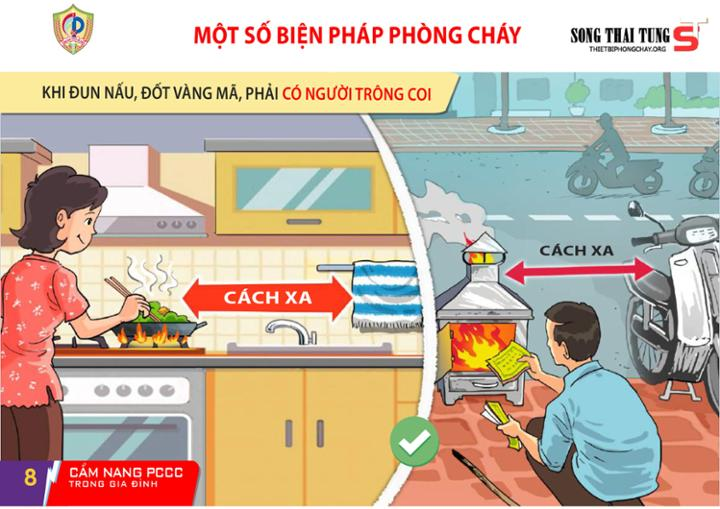 MỘT SỐ BIỆN PHÁP PHÒNG CHÁY
SONG THAI TUNG
THIETBIPHONGCHAY.ORG
ST
KHI ĐUN NẤU, ĐỐT VÀNG MÃ, PHẢI CÓ NGƯỜI TRÔNG COI
CÁCH XA
CÁCH XA
8
CẨM NANG PCCC
TRONG GIA ĐÌNH